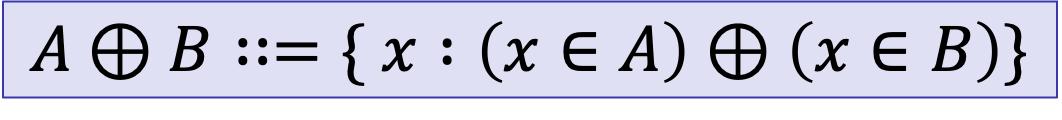 A ⊕ B ::= { x : (x ∈ A) ⊕ (x ∈ B)}